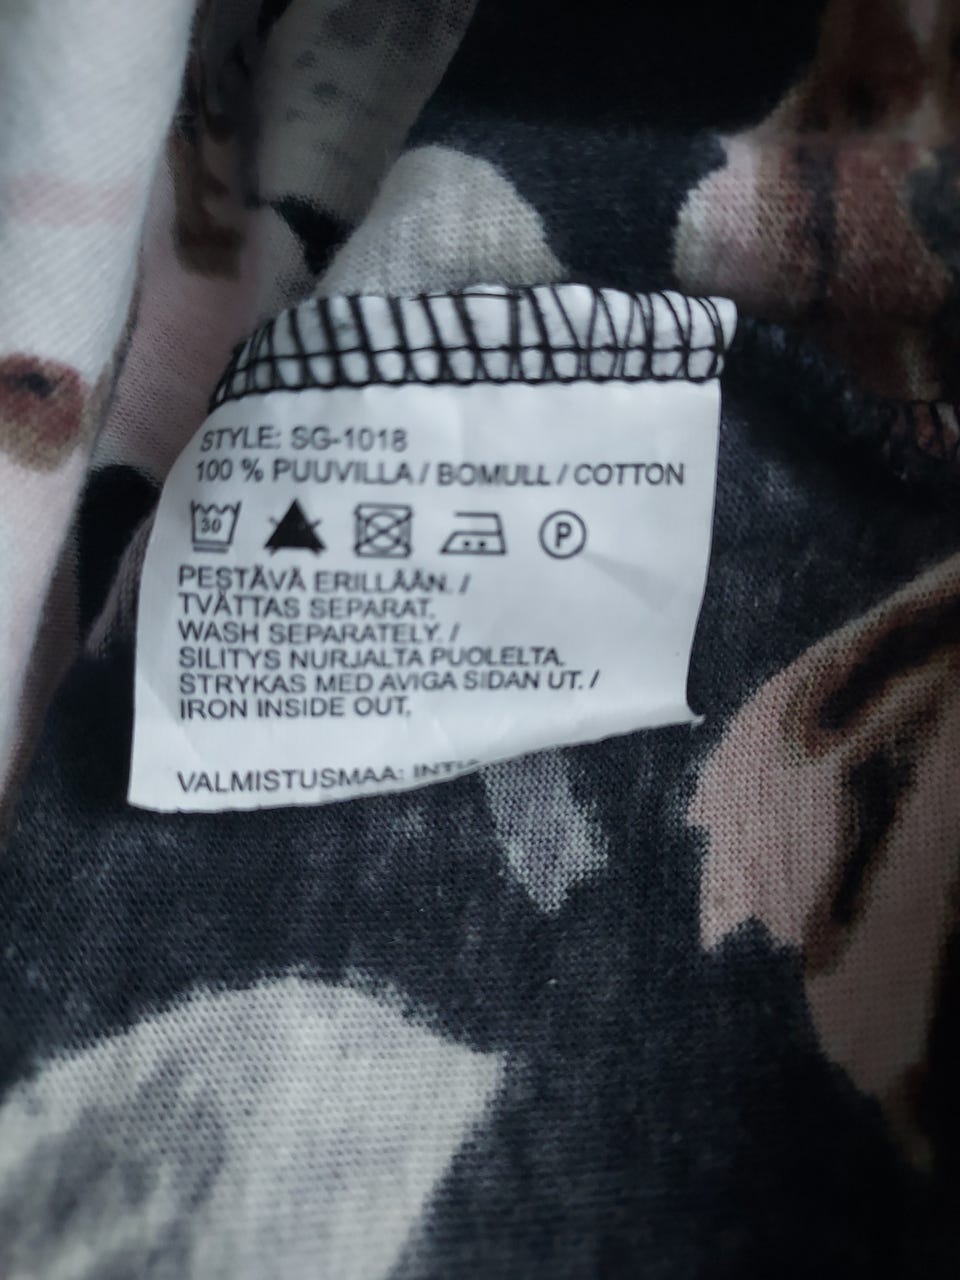 STYLE: SG-1018
100 % PUUVILLA / BOMULL / COTTON
30 P
PESTÄVÄ ERILLÄÄN. /
TVÄTTAS SEPARAT.
WASH SEPARATELY. /
SILITYS NURJALTA PUOLELTA.
STRYKAS MED AVIGA SIDAN UT. /
IRON INSIDE OUT.
VALMISTUSMAA: